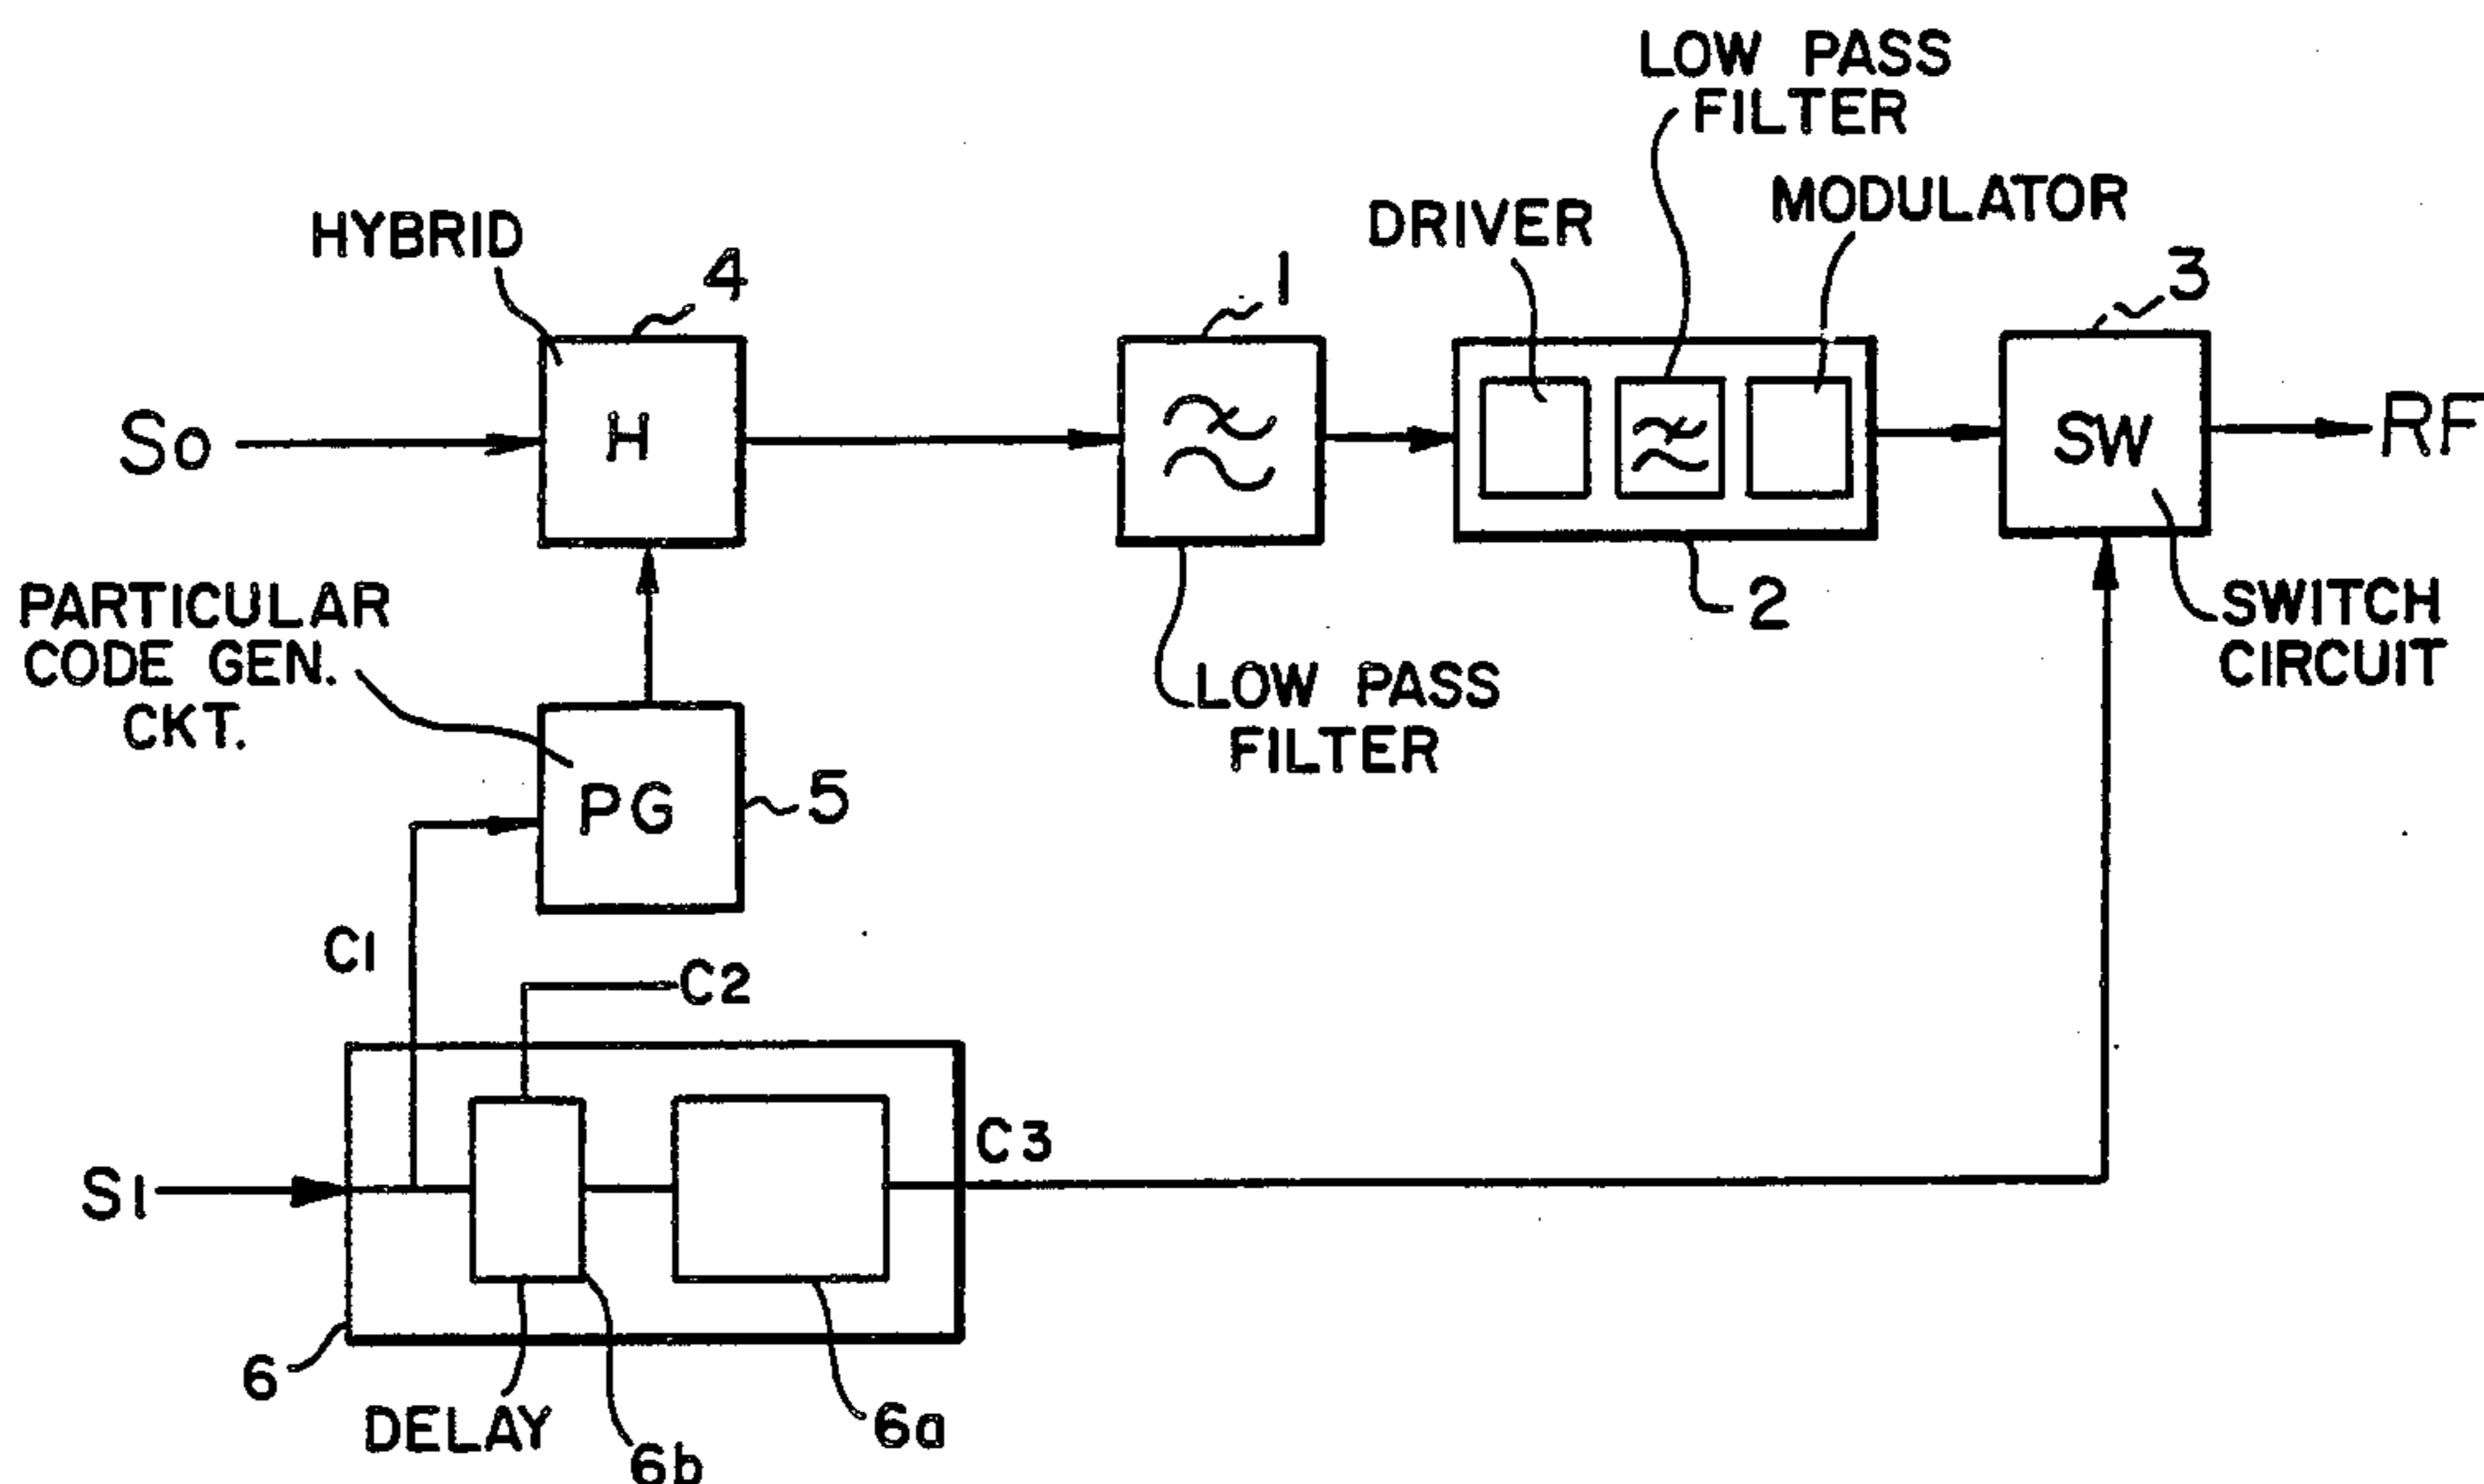 LOW PASS
FILTER
MODULATOR
DRIVER
HYBRID
4
1
3
So
H
SW
RF
2
SWITCH
CIRCUIT
PARTICULAR
CODE GEN.
CKT.
LOW PASS
FILTER
PG
5
C1
C2
C3
S1
6
DELAY
6b
6a